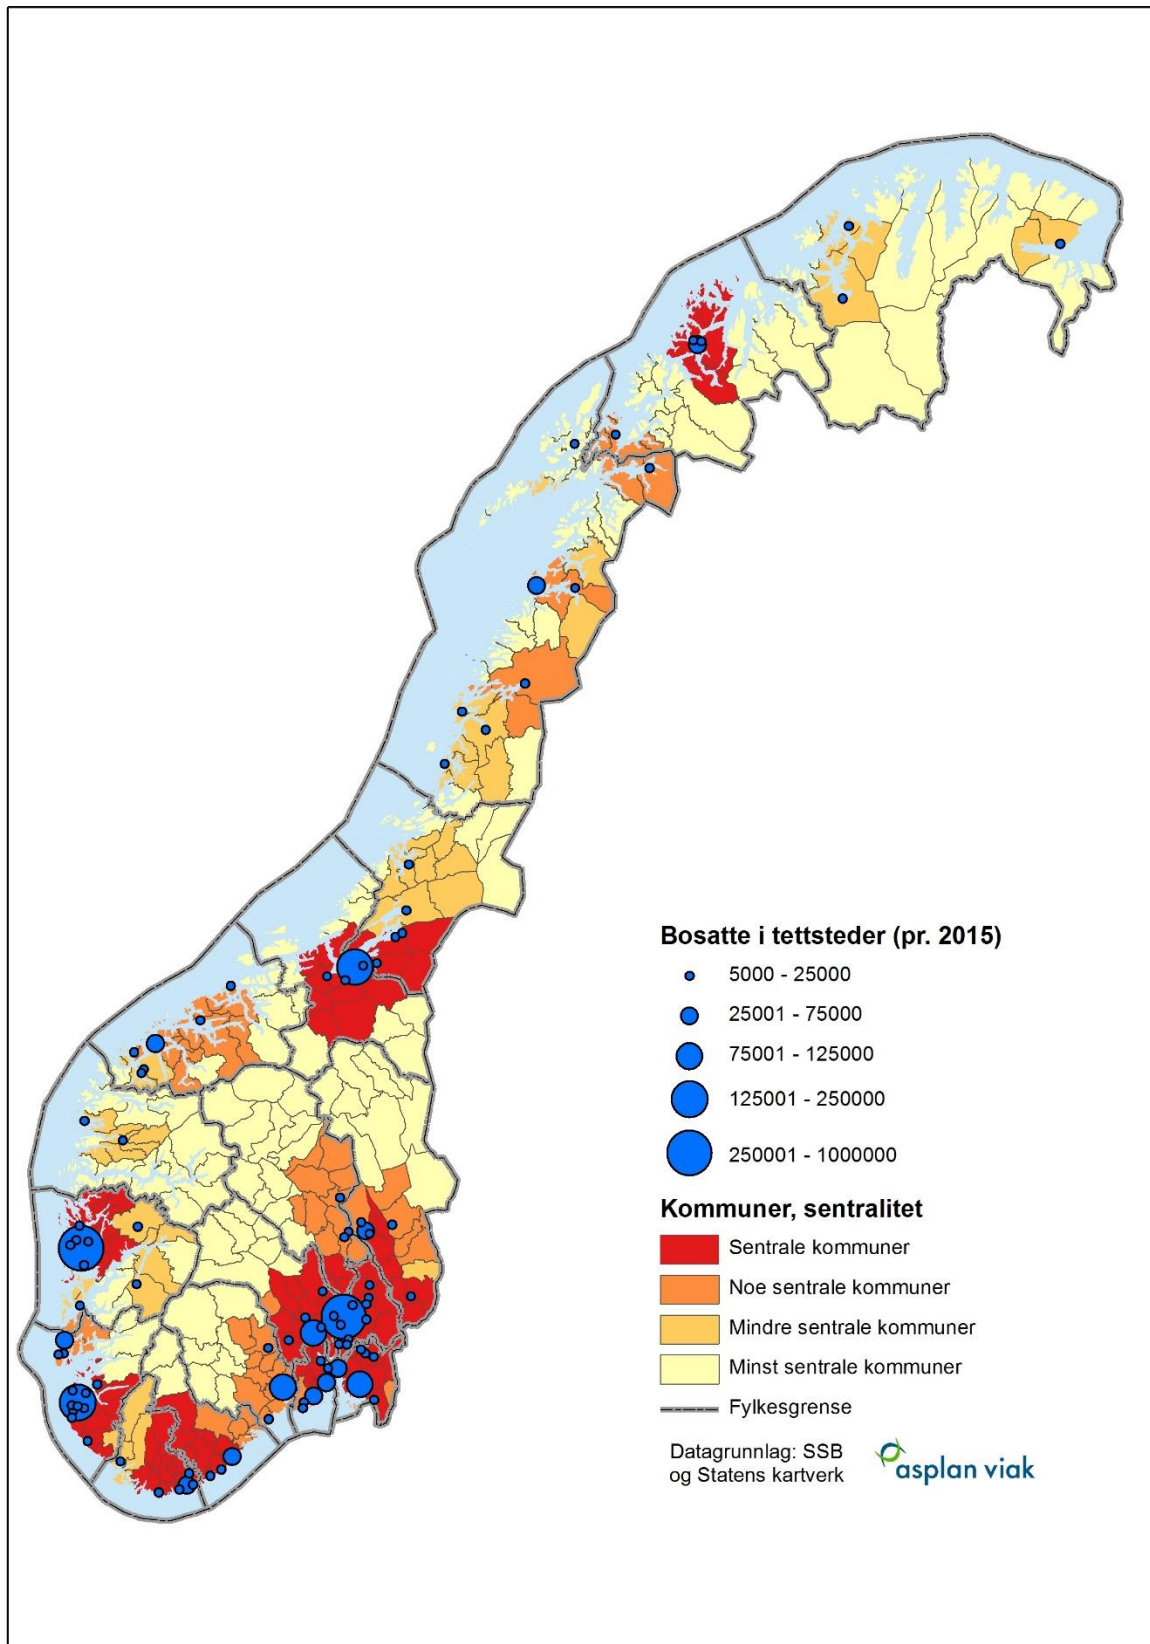 Bosatte i tettsteder (pr. 2015)
5000 - 25000
25001 - 75000
75001 - 125000
125001 - 250000
250001 - 1000000
Kommuner, sentralitet
Sentrale kommuner
Noe sentrale kommuner
Mindre sentrale kommuner
Minst sentrale kommuner
Fylkesgrense
Datagrunnlag: SSB
og Statens kartverk
asplan viak